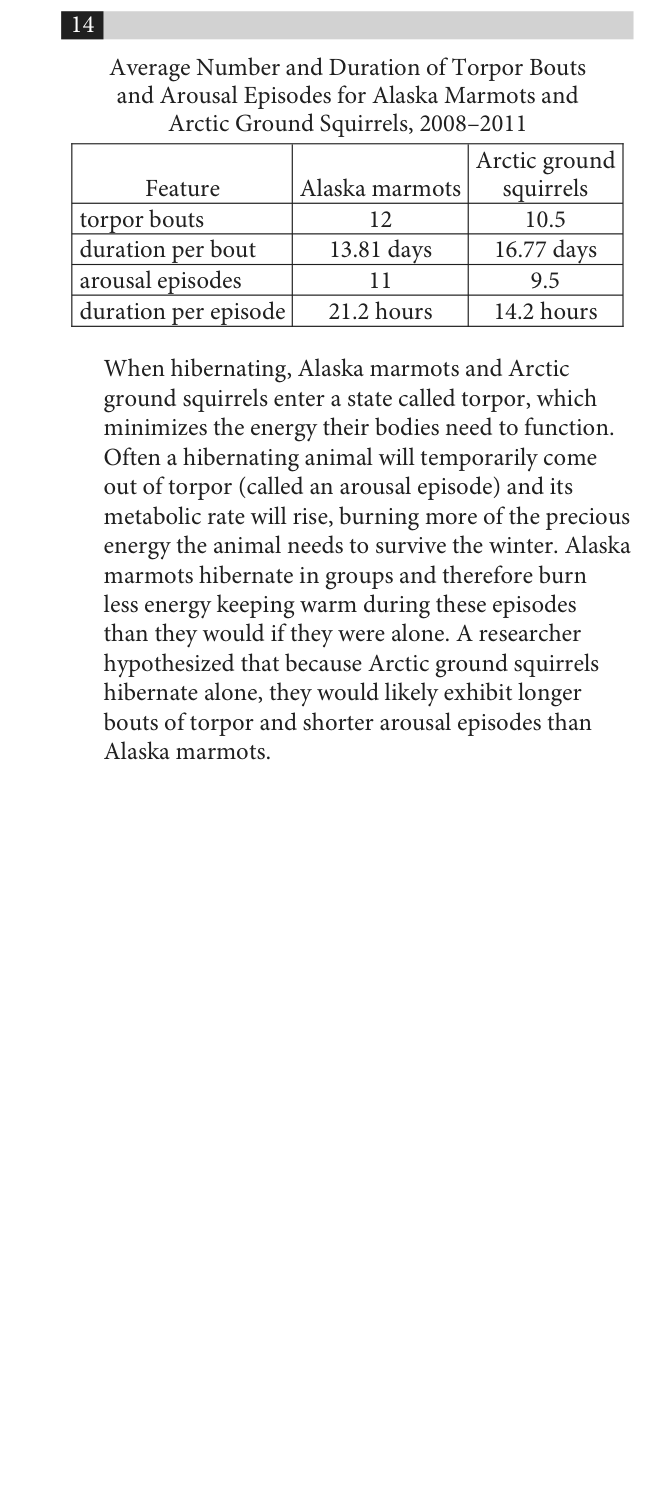 14
Average Number and Duration of Torpor Bouts
and Arousal Episodes for Alaska Marmots and
Arctic Ground Squirrels, 2008–2011
Feature Alaska marmots Arctic ground squirrels
torpor bouts 12 10.5
duration per bout 13.81 days 16.77 days
arousal episodes 11 9.5
duration per episode 21.2 hours 14.2 hours
When hibernating, Alaska marmots and Arctic
ground squirrels enter a state called torpor, which
minimizes the energy their bodies need to function.
Often a hibernating animal will temporarily come
out of torpor (called an arousal episode) and its
metabolic rate will rise, burning more of the precious
energy the animal needs to survive the winter. Alaska
marmots hibernate in groups and therefore burn
less energy keeping warm during these episodes
than they would if they were alone. A researcher
hypothesized that because Arctic ground squirrels
hibernate alone, they would likely exhibit longer
bouts of torpor and shorter arousal episodes than
Alaska marmots.